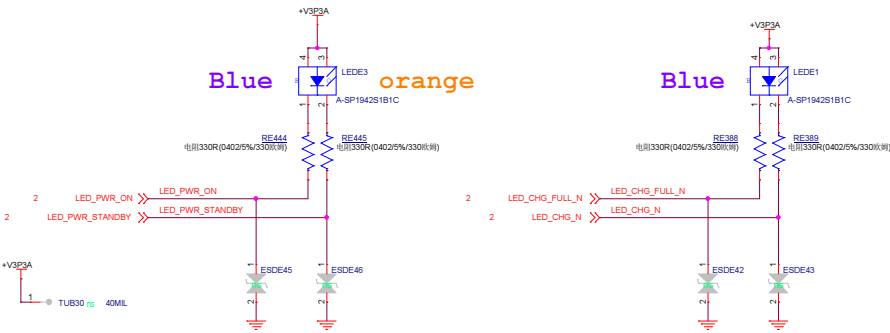 +V3P3A
4
3
LEDE3
Blue
orange
A-SP1942S1B1C
1
2
RE444
RE445
电阻330R(0402/5%/330欧姆)
电阻330R(0402/5%/330欧姆)
2
LED_PWR_ON
LED_PWR_ON
2
LED_PWR_STANDBY
LED_PWR_STANDBY
1
ESDE45
ns
2
1
ESDE46
ns
2
+V3P3A
1
TUB30 ns 40MIL
+V3P3A
4
3
LEDE1
Blue
A-SP1942S1B1C
1
2
RE388
RE389
电阻330R(0402/5%/330欧姆)
电阻330R(0402/5%/330欧姆)
2
LED_CHG_FULL_N
LED_CHG_FULL_N
2
LED_CHG_N
LED_CHG_N
1
ESDE42
ns
2
1
ESDE43
ns
2